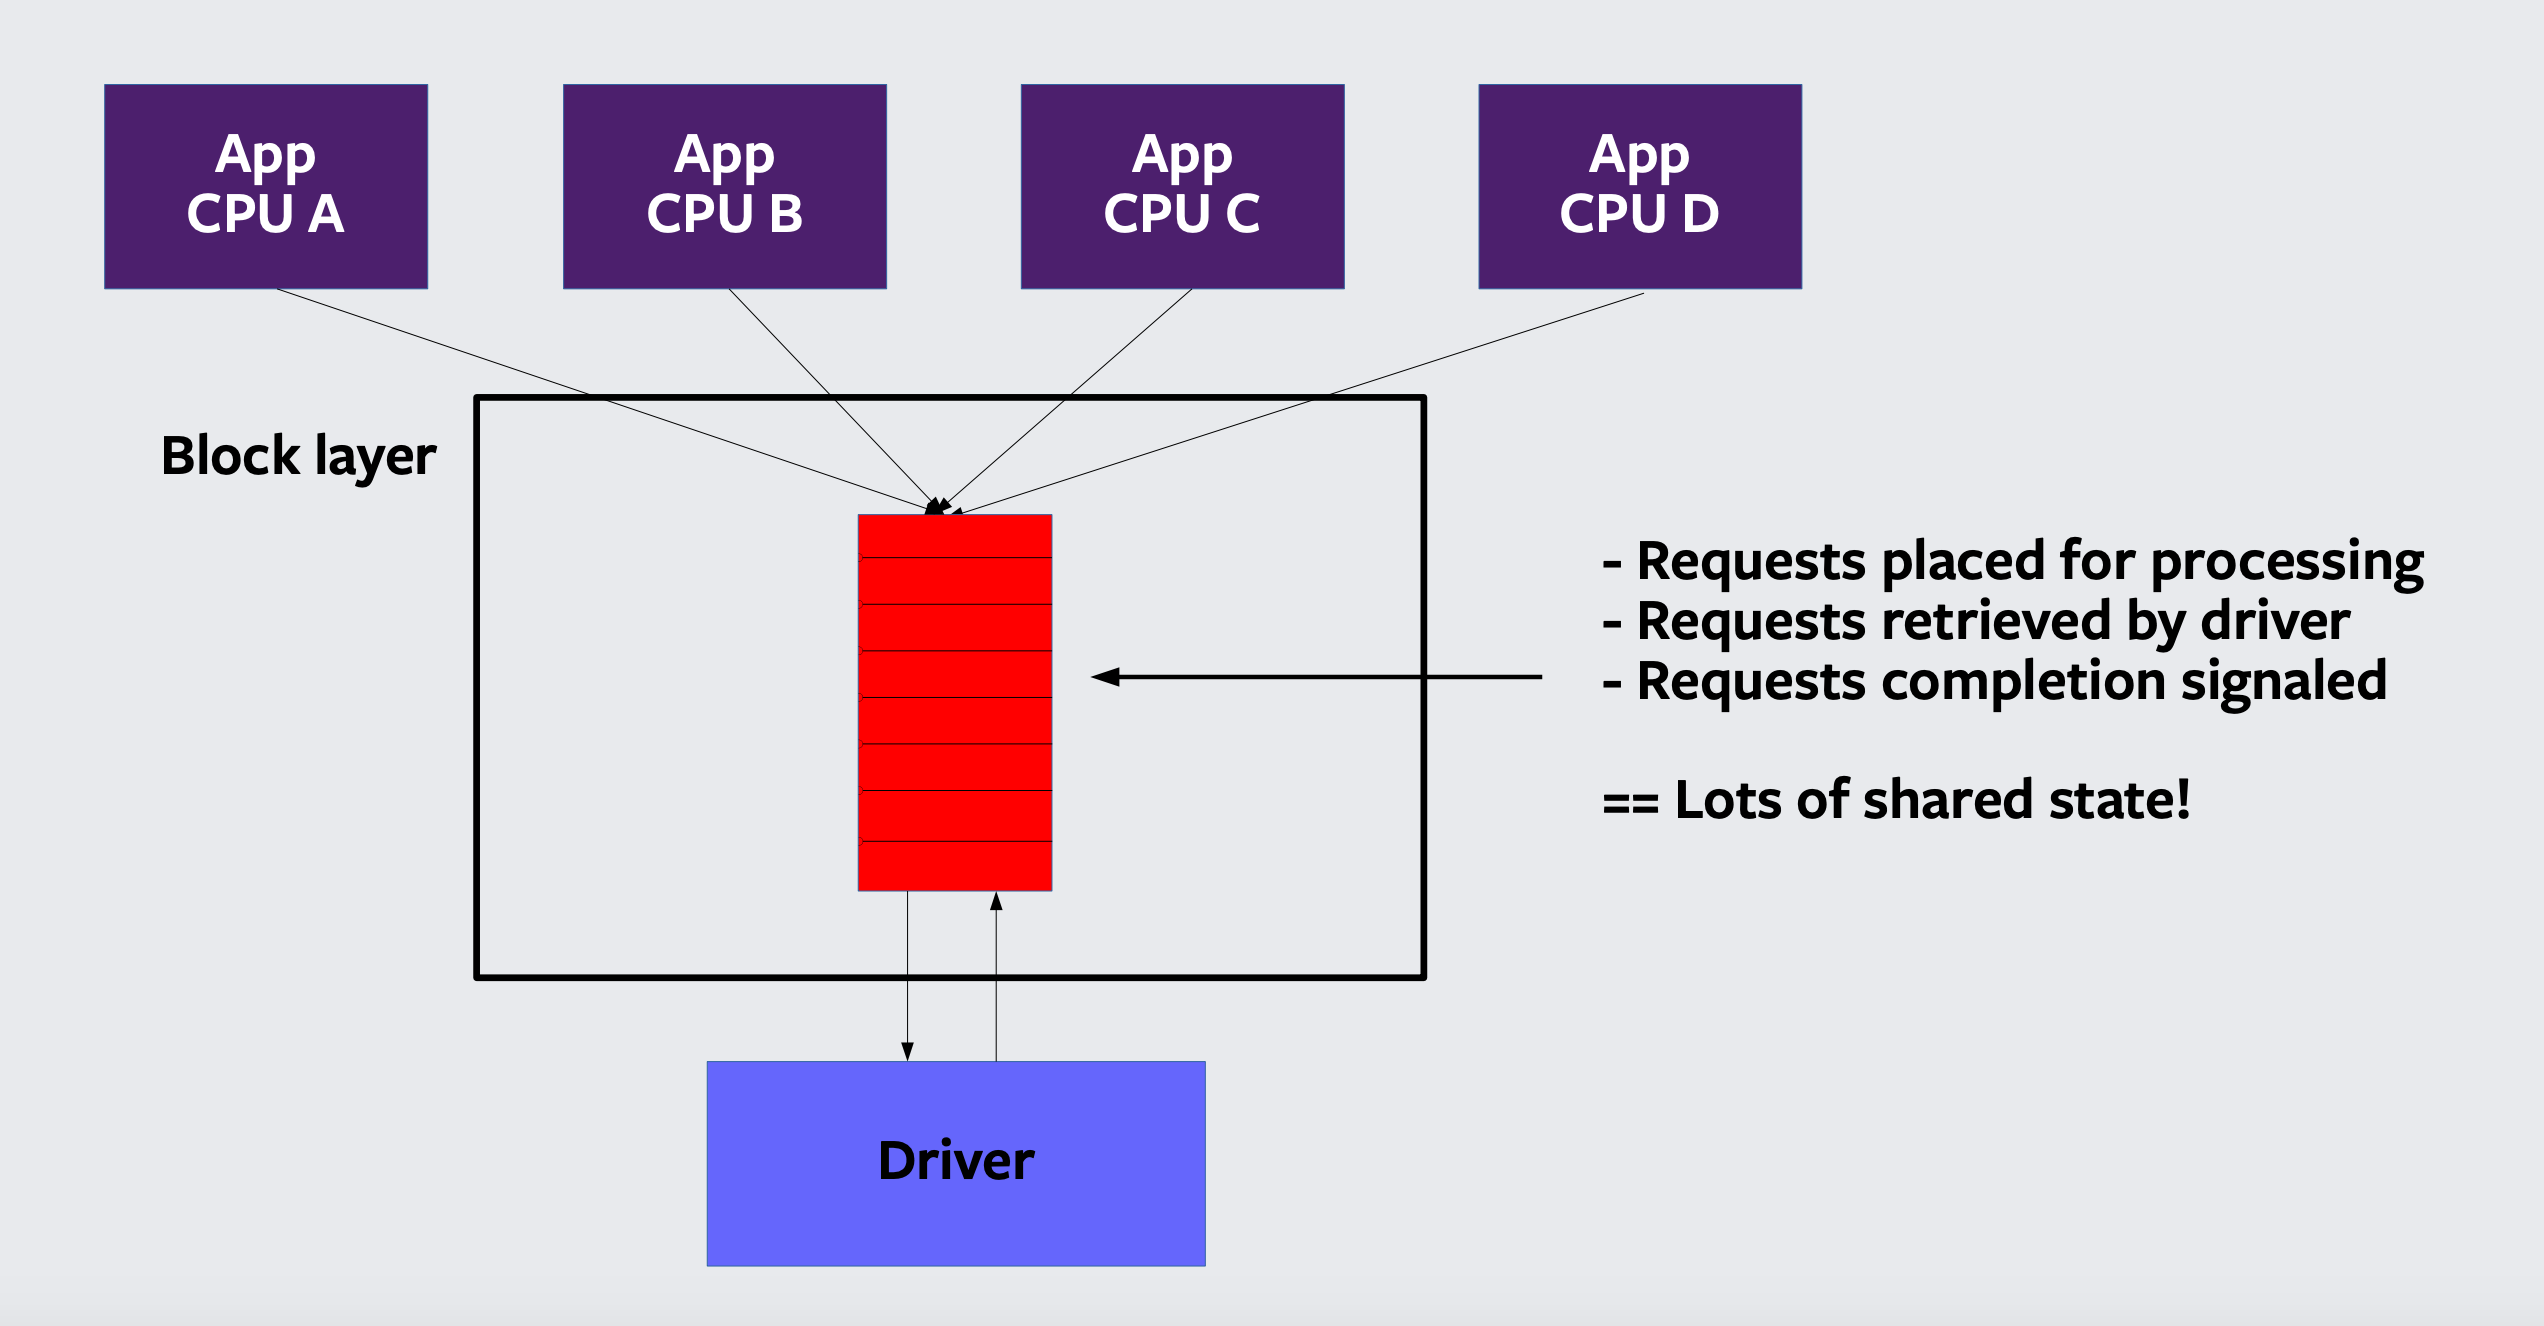 App
CPU A
App
CPU B
App
CPU C
App
CPU D
Block layer
- Requests placed for processing
- Requests retrieved by driver
- Requests completion signaled
== Lots of shared state!
Driver